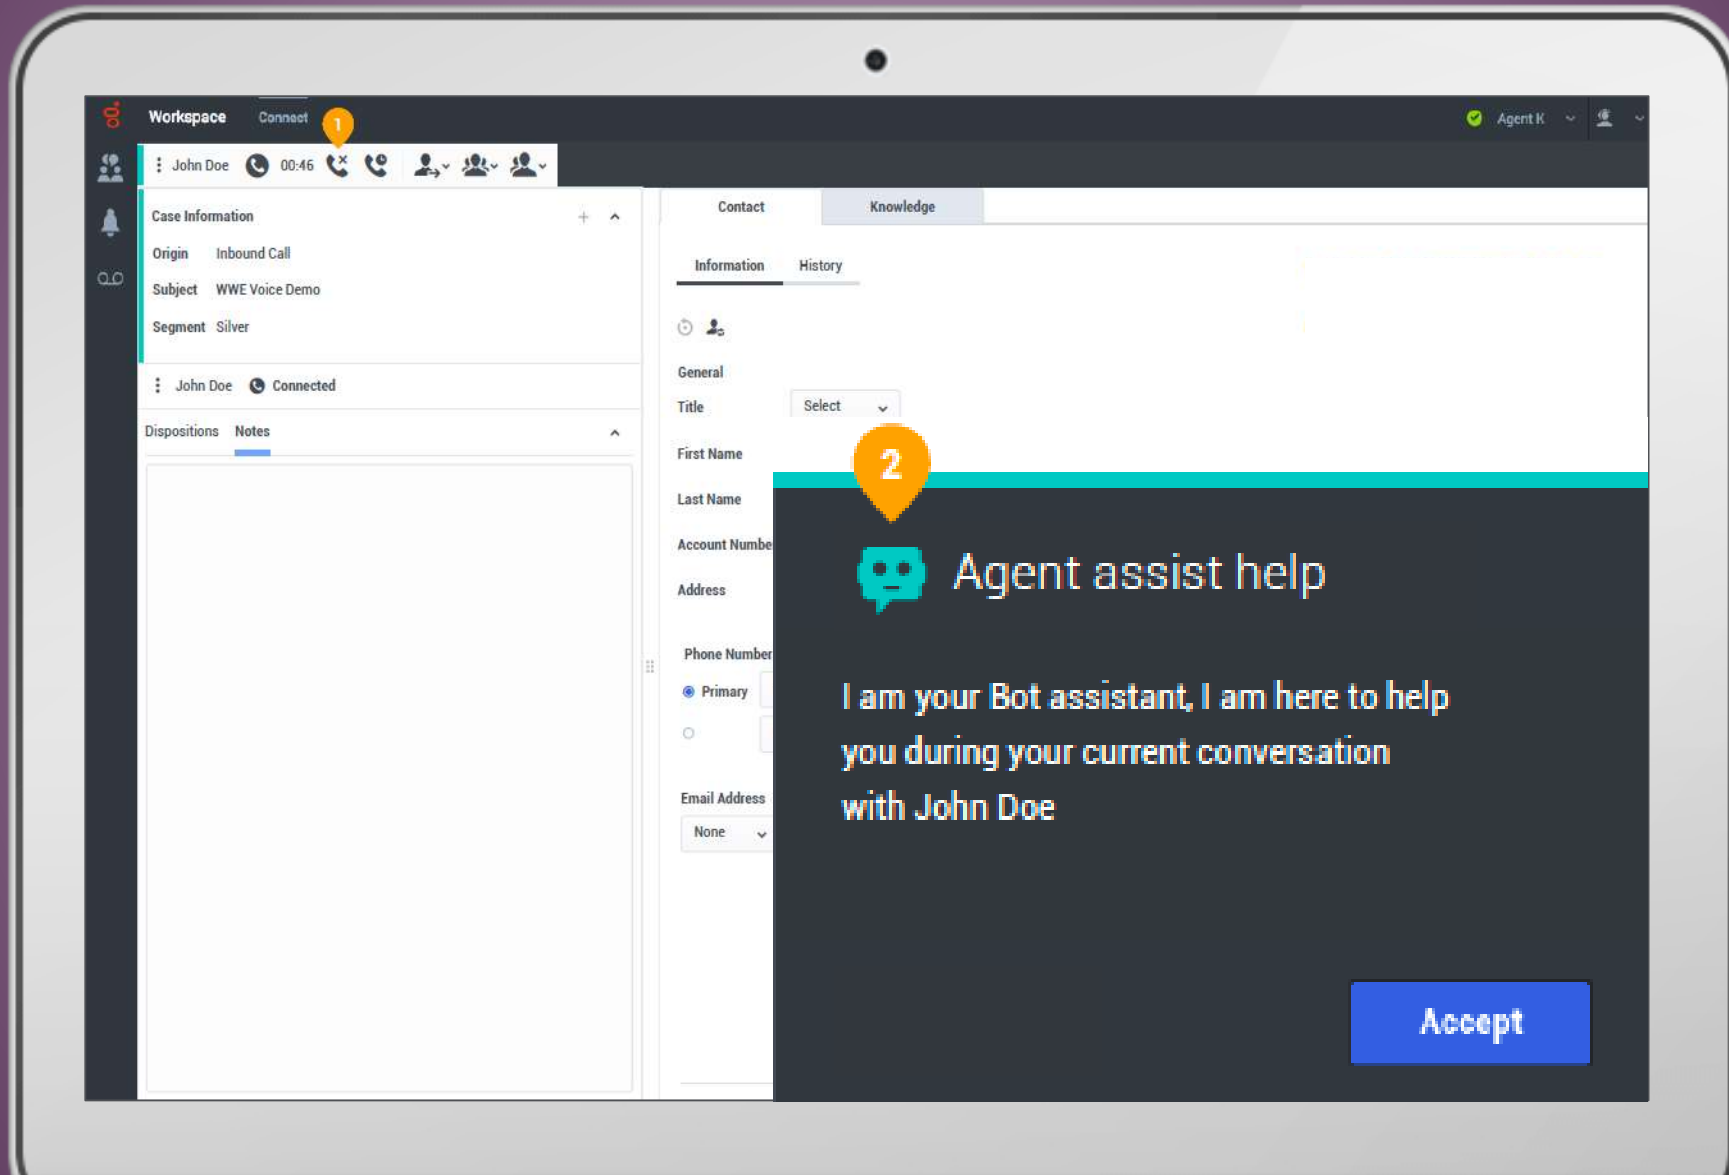 Workspace Connect 1 Agent K
John Doe 00:46
Case Information
Origin Inbound Call
Subject WWE Voice Demo
Segment Silver
John Doe Connected
Dispositions Notes
Contact Knowledge
Information History
General
Title Select
First Name
Last Name
Account Numbe
Address
Phone Number
Primary
Email Address
None
2
Agent assist help
I am your Bot assistant, I am here to help
you during your current conversation
with John Doe
Accept